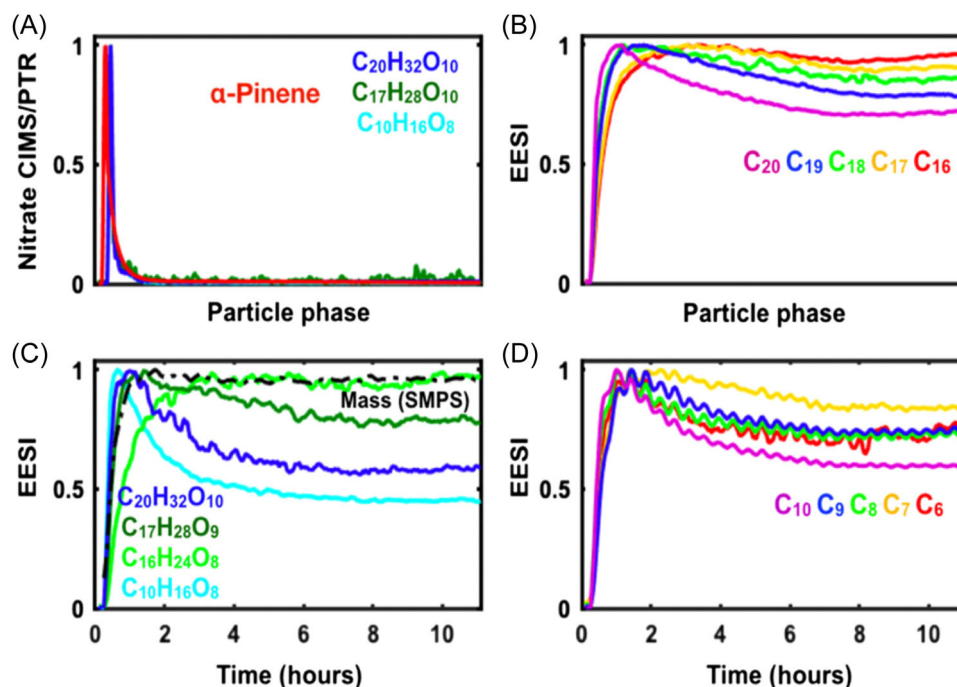 (A)
Nitrate CIMS/PTR
1
0.5
0
α-Pinene
C₂₀H₃₂O₁₀
C₁₇H₂₈O₁₀
C₁₀H₁₆O₈
Particle phase
(B)
EESI
1
0.5
0
C₂₀ C₁₉ C₁₈ C₁₇ C₁₆
Particle phase
(C)
EESI
1
0.5
0
Mass (SMPS)
C₂₀H₃₂O₁₀
C₁₇H₂₈O₉
C₁₆H₂₄O₈
C₁₀H₁₆O₈
0 2 4 6 8 10
Time (hours)
(D)
EESI
1
0.5
0
C₁₀ C₉ C₈ C₇ C₆
0 2 4 6 8 10
Time (hours)